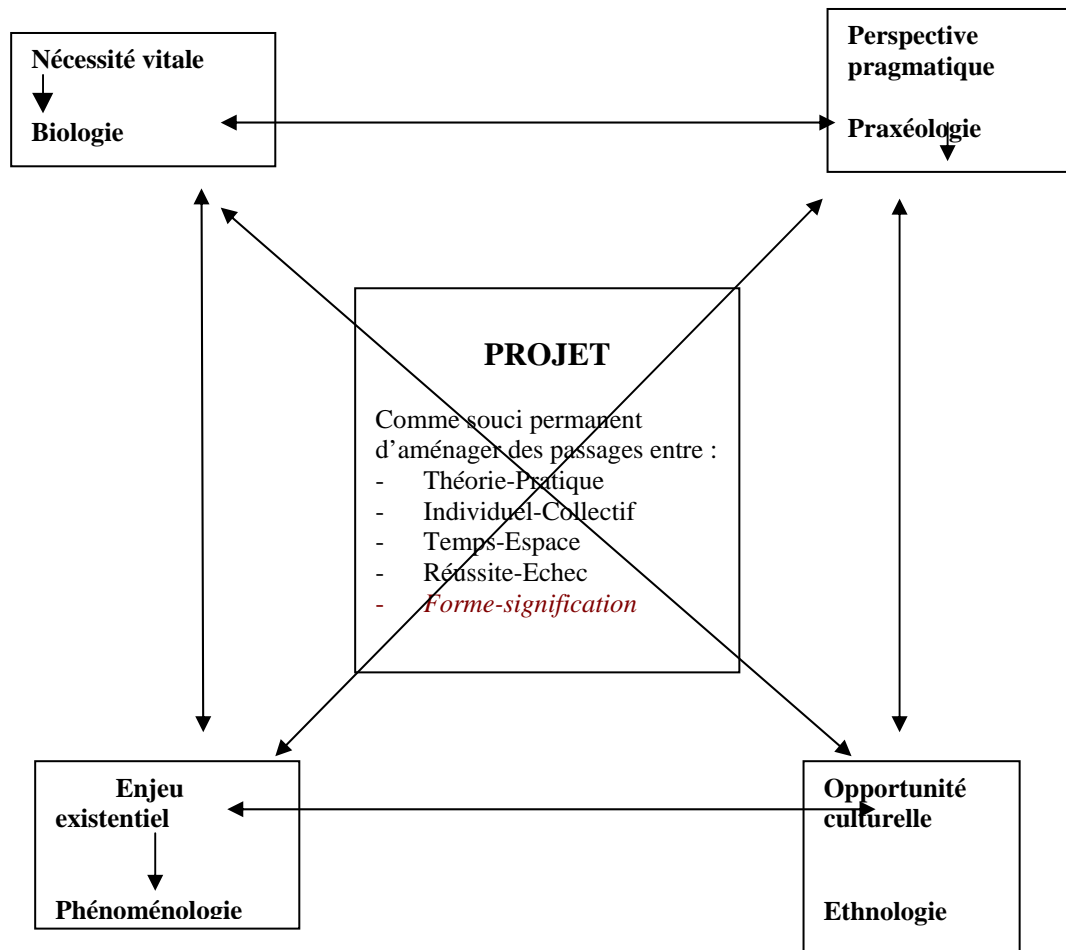 Nécessité vitale
Biologie
Perspective
pragmatique
Praxéologie
PROJET
Comme souci permanent
d’aménager des passages entre :
- Théorie-Pratique
- Individuel-Collectif
- Temps-Espace
- Réussite-Echec
- Forme-signification
Enjeu
existentiel
Phénoménologie
Opportunité
culturelle
Ethnologie